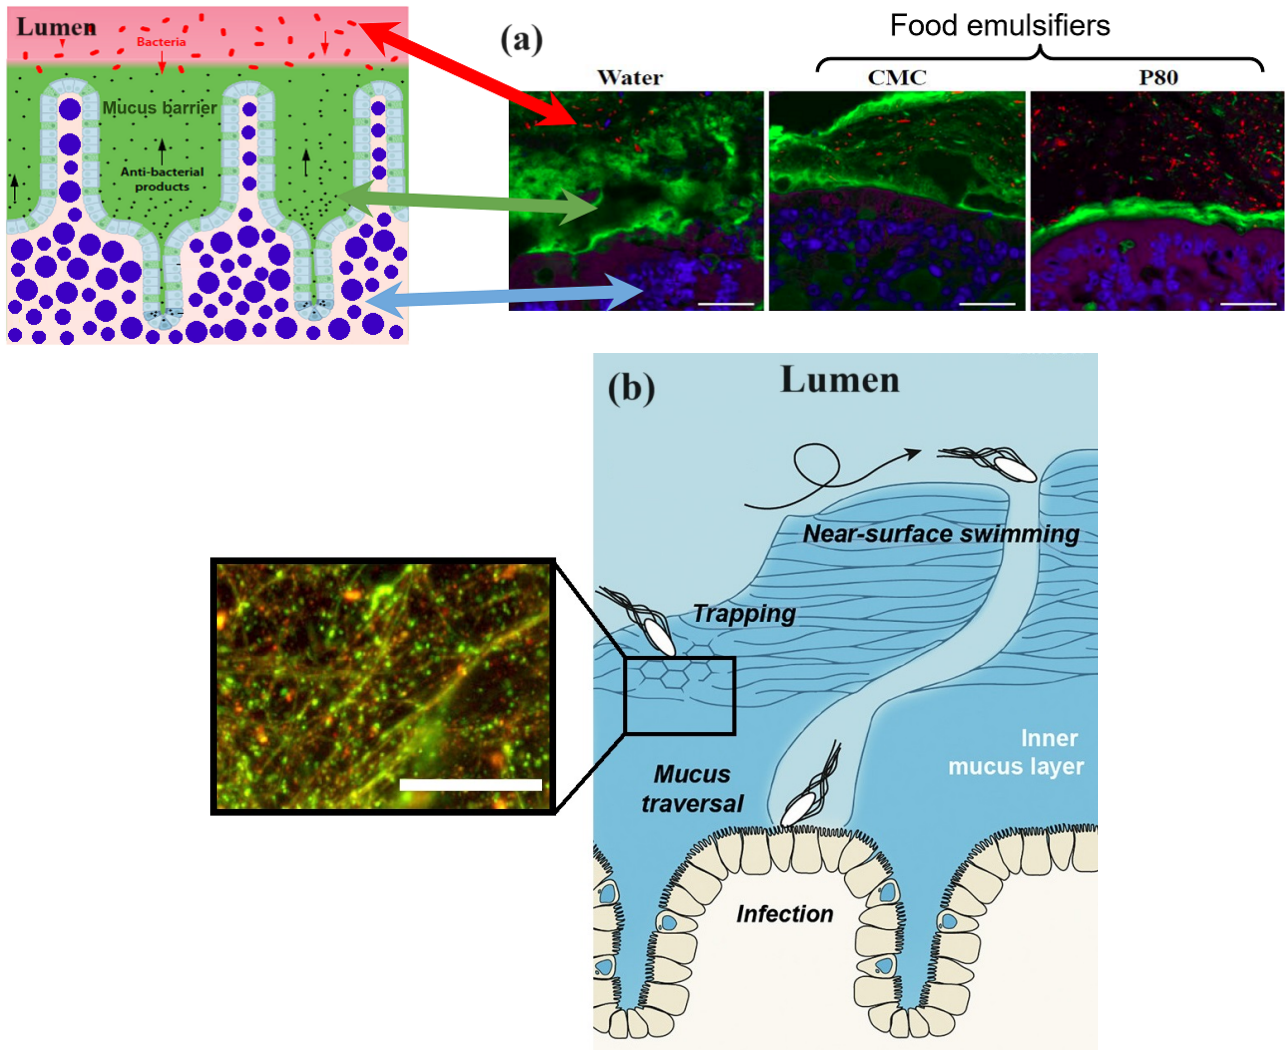 Lumen
Bacteria
Mucus barrier
Anti-bacterial
products
(a)
Food emulsifiers
Water
CMC
P80
(b)
Lumen
Near-surface swimming
Trapping
Inner
mucus layer
Mucus
traversal
Infection